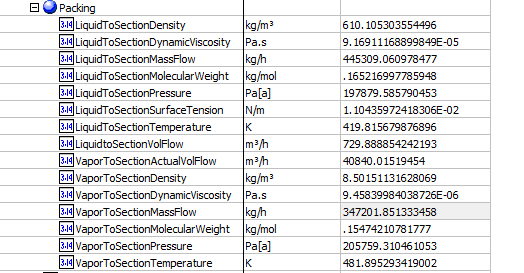 Packing
LiquidToSectionDensity kg/m³ 610.105303554496
LiquidToSectionDynamicViscosity Pa.s 9.16911168899849E-05
LiquidToSectionMassFlow kg/h 445309.060978477
LiquidToSectionMolecularWeight kg/mol .165216997785948
LiquidToSectionPressure Pa[a] 197879.585790453
LiquidToSectionSurfaceTension N/m 1.10435972418306E-02
LiquidToSectionTemperature K 419.815679876896
LiquidtoSectionVolFlow m³/h 729.888854242193
VaporToSectionActualVolFlow m³/h 40840.01519454
VaporToSectionDensity kg/m³ 8.50151131628069
VaporToSectionDynamicViscosity Pa.s 9.45839984038726E-06
VaporToSectionMassFlow kg/h 347201.851333458
VaporToSectionMolecularWeight kg/mol .15474210781777
VaporToSectionPressure Pa[a] 205759.310461053
VaporToSectionTemperature K 481.895293419002